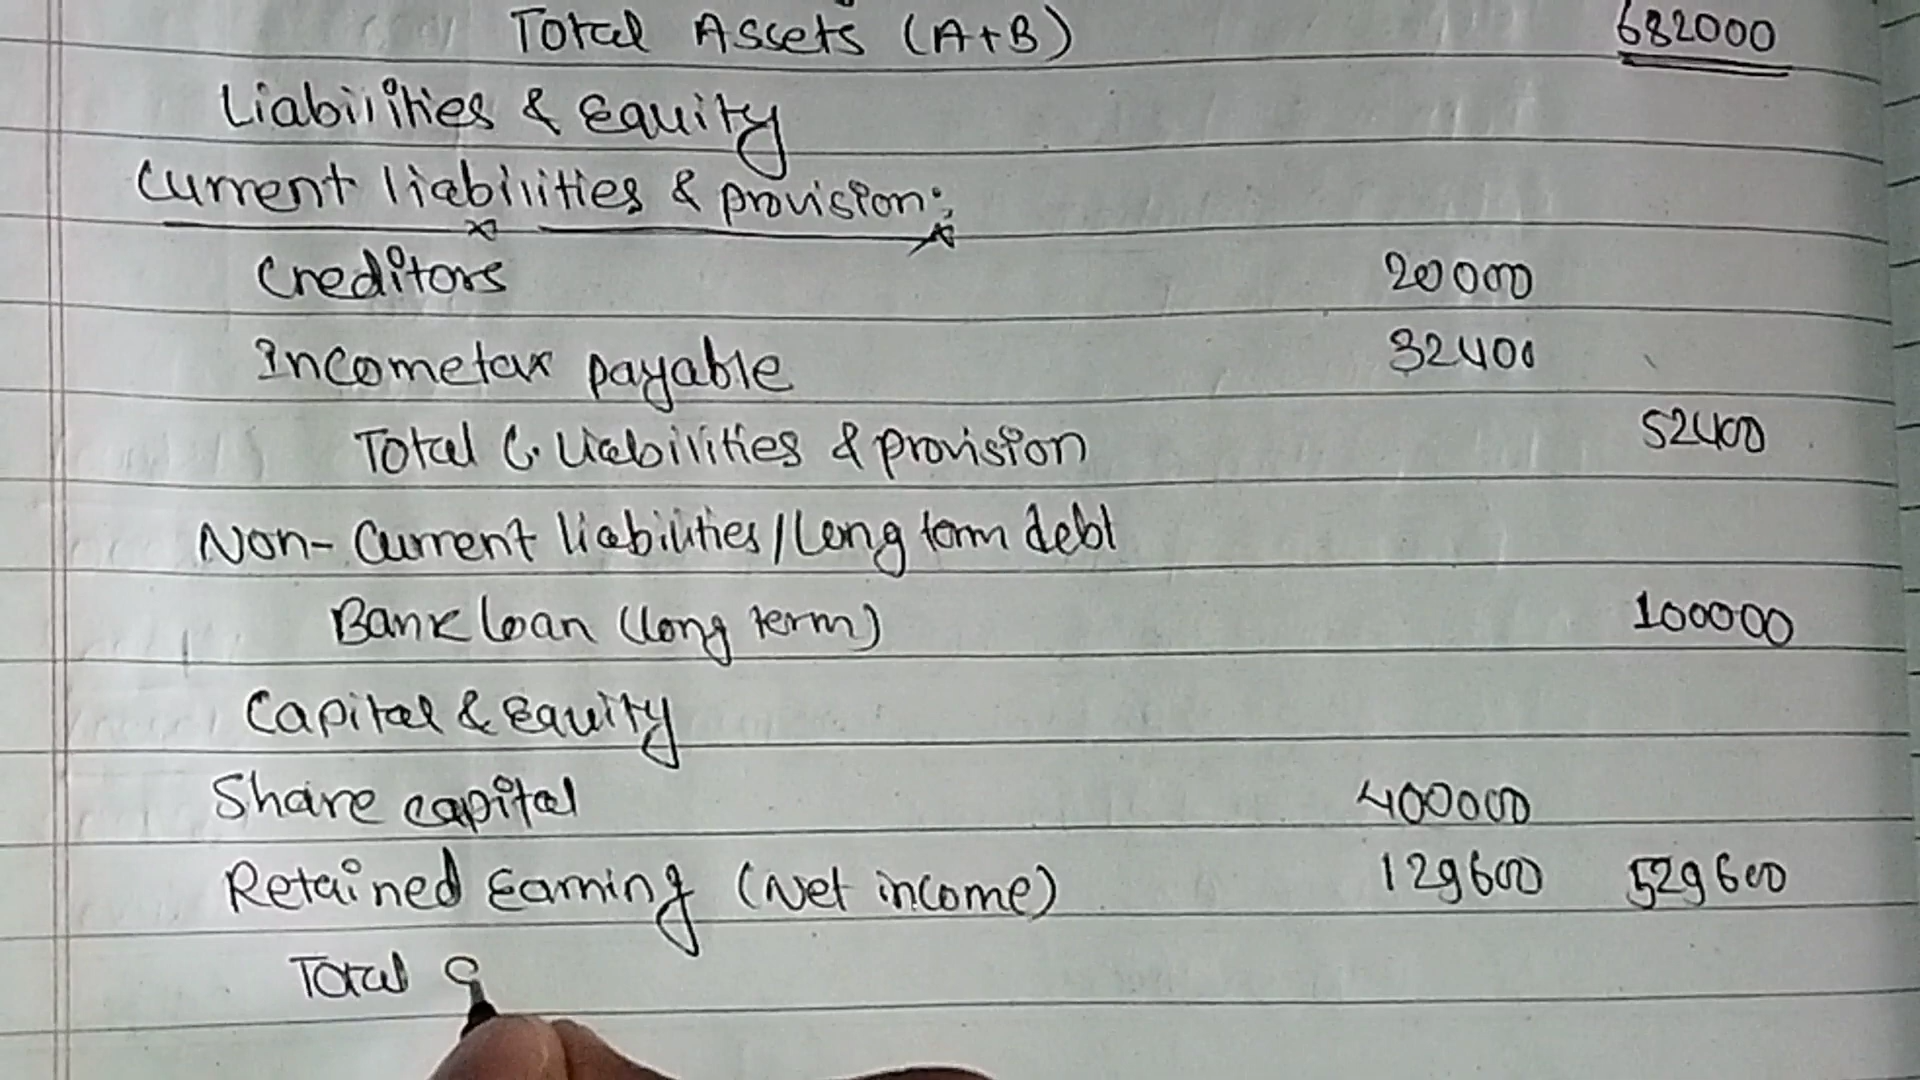 Total Assets (A+B) 682000
Liabilities & Equity
Current liabilities & provision:
Creditors 20000
Incometax payable 32400
Total C. Liabilities & provision 52400
Non-Current liabilities/Long term debt
Bank loan (long term) 100000
Capital & Equity
Share capital 400000
Retained Earning (Net income) 129600 529600
Total